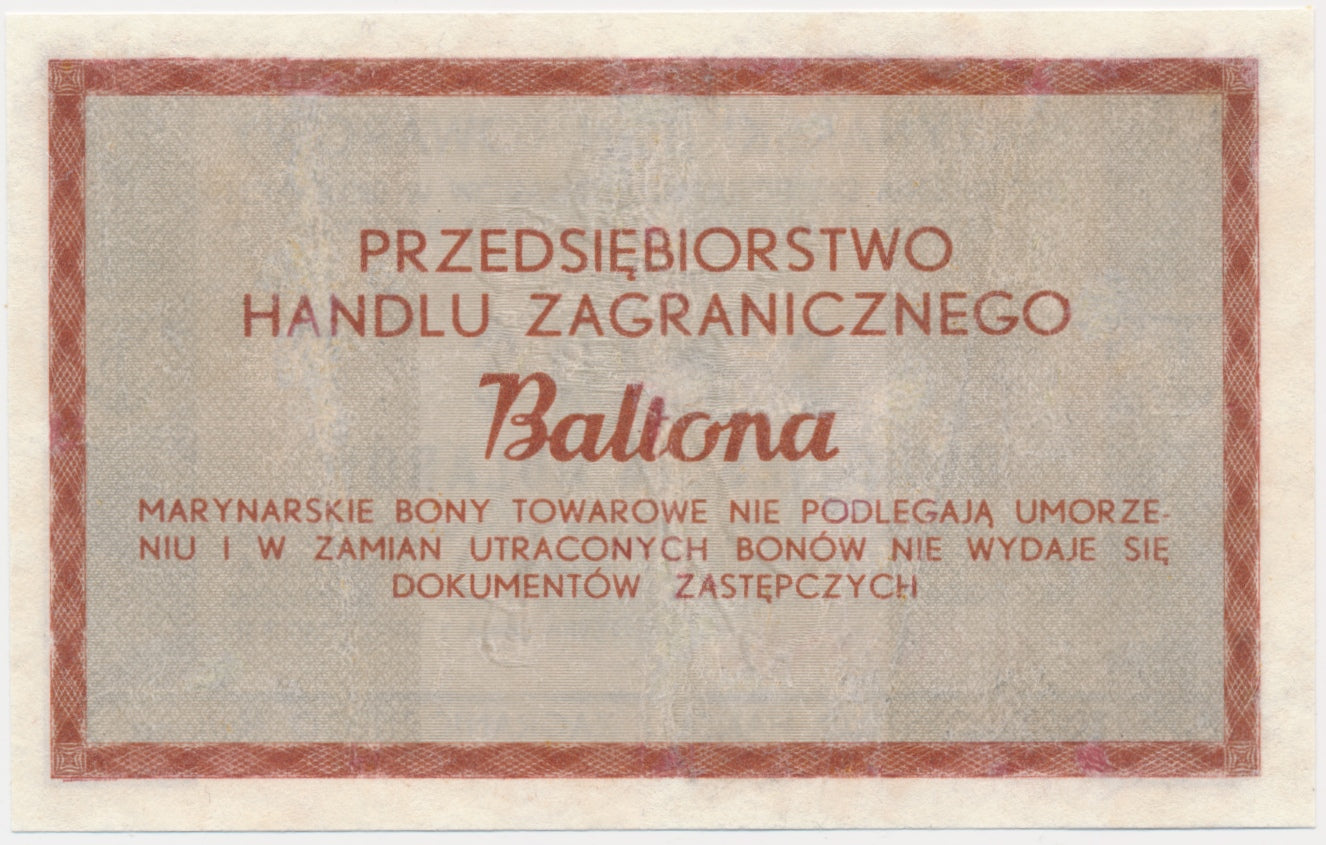 PRZEDSIĘBIORSTWO
HANDLU ZAGRANICZNEGO
Baltona
MARYNARSKIE BONY TOWAROWE NIE PODLEGAJĄ UMORZE-
NIU I W ZAMIAN UTRACONYCH BONÓW NIE WYDAJE SIĘ
DOKUMENTÓW ZASTĘPCZYCH